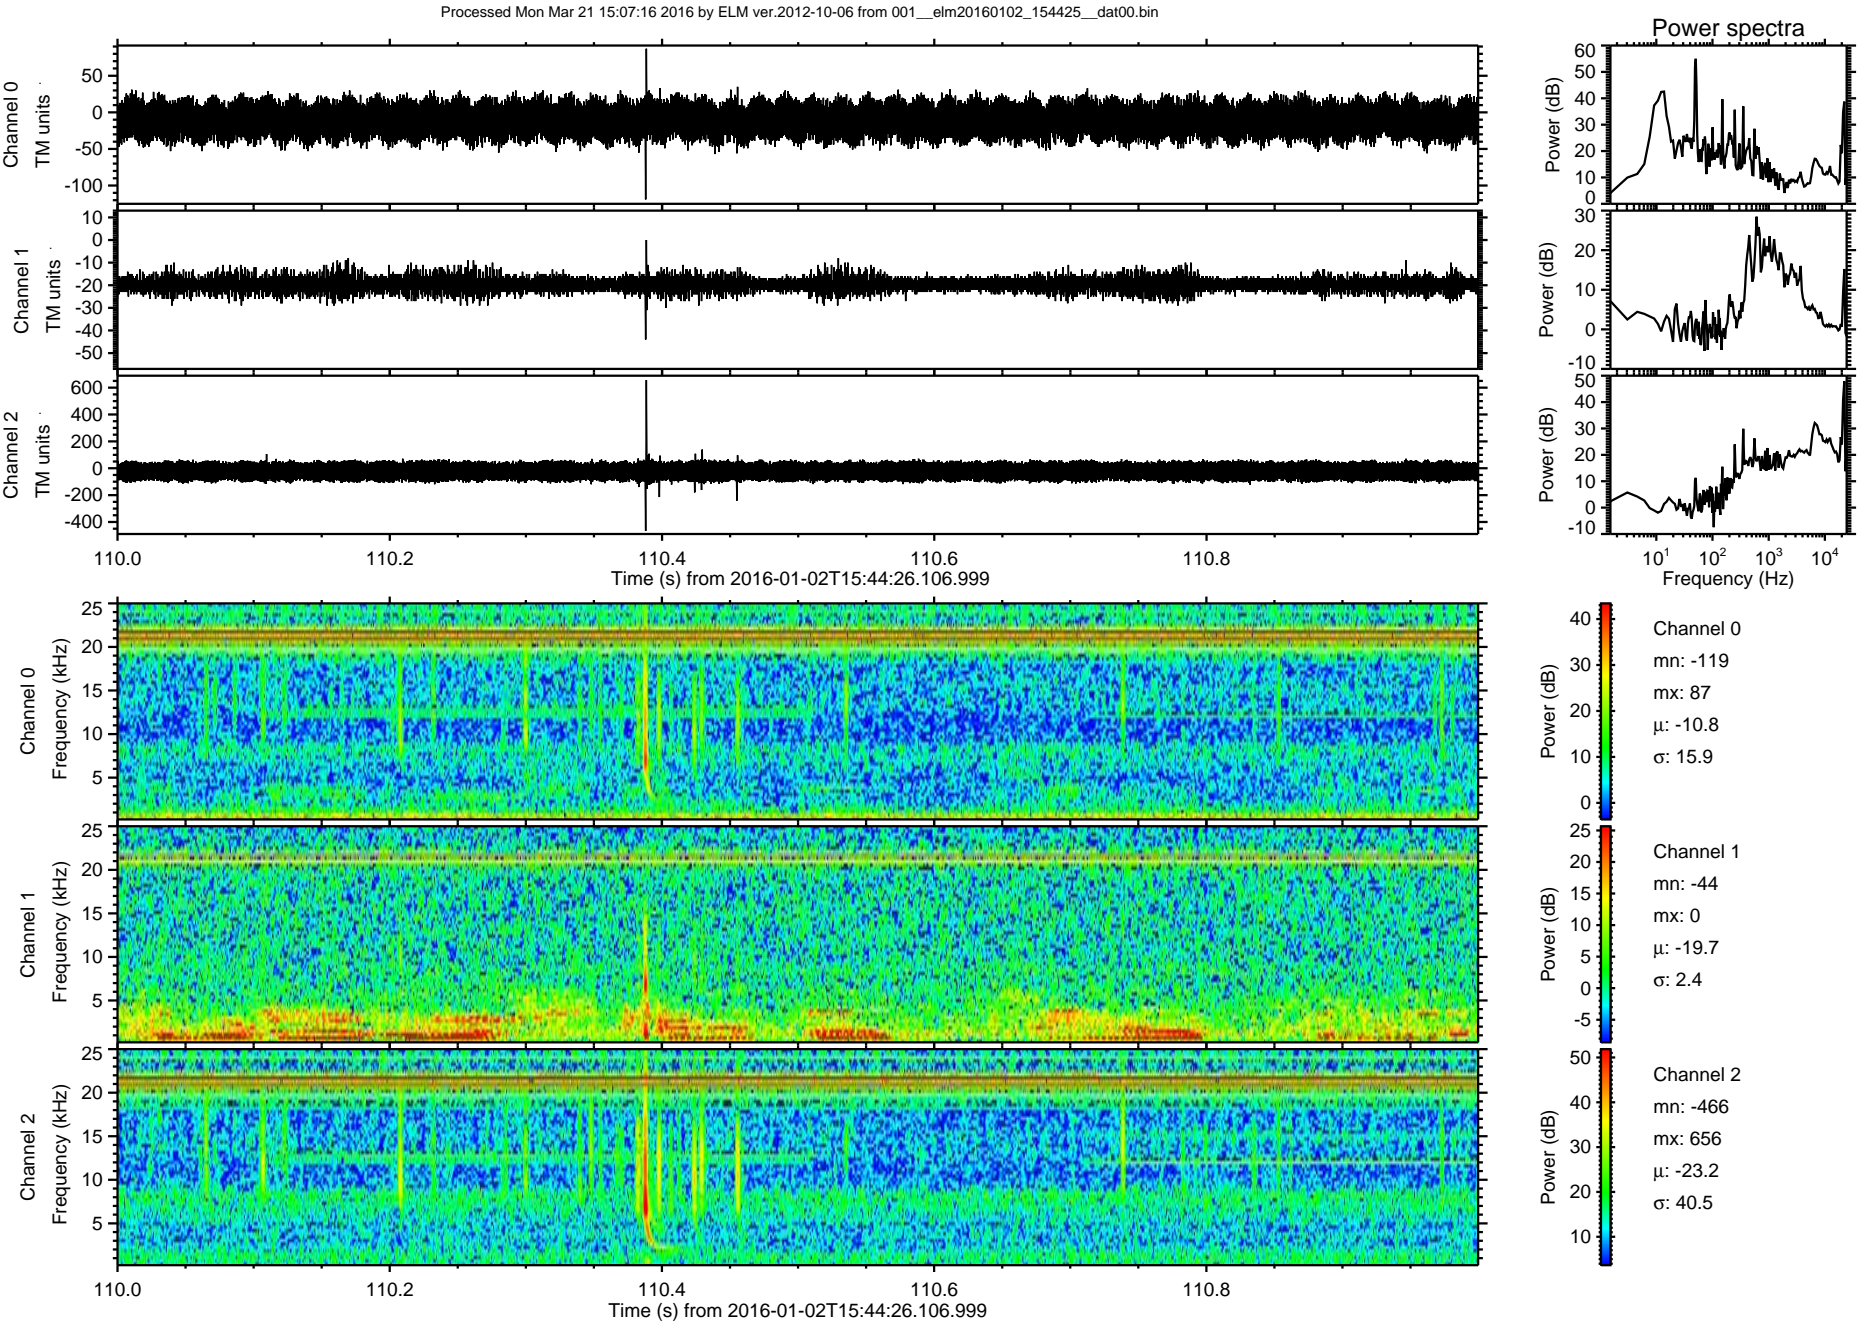 Processed Mon Mar 21 15:07:16 2016 by ELM ver.2012-10-06 from 001__elm20160102_154425__dat00.bin
Power spectra
Channel 0
TM units
50
0
-50
-100
Power (dB)
60
50
40
30
20
10
0
Channel 1
TM units
10
0
-10
-20
-30
-40
-50
Power (dB)
30
20
10
0
-10
Channel 2
TM units
600
400
200
0
-200
-400
Power (dB)
50
40
30
20
10
0
-10
110.0 110.2 110.4 110.6 110.8
Time (s) from 2016-01-02T15:44:26.106.999
10¹ 10² 10³ 10⁴
Frequency (Hz)
Channel 0
Frequency (kHz)
25
20
15
10
5
Power (dB)
40
30
20
10
0
Channel 0
mn: -119
mx: 87
μ: -10.8
σ: 15.9
Channel 1
Frequency (kHz)
25
20
15
10
5
Power (dB)
25
20
15
10
5
0
-5
Channel 1
mn: -44
mx: 0
μ: -19.7
σ: 2.4
Channel 2
Frequency (kHz)
25
20
15
10
5
Power (dB)
50
40
30
20
10
Channel 2
mn: -466
mx: 656
μ: -23.2
σ: 40.5
110.0 110.2 110.4 110.6 110.8
Time (s) from 2016-01-02T15:44:26.106.999